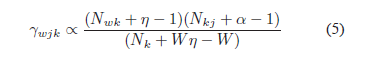 γ_{wjk} ∝ \frac{(N_{wk} + η − 1)(N_{kj} + α − 1)}{(N_k + Wη − W)} (5)